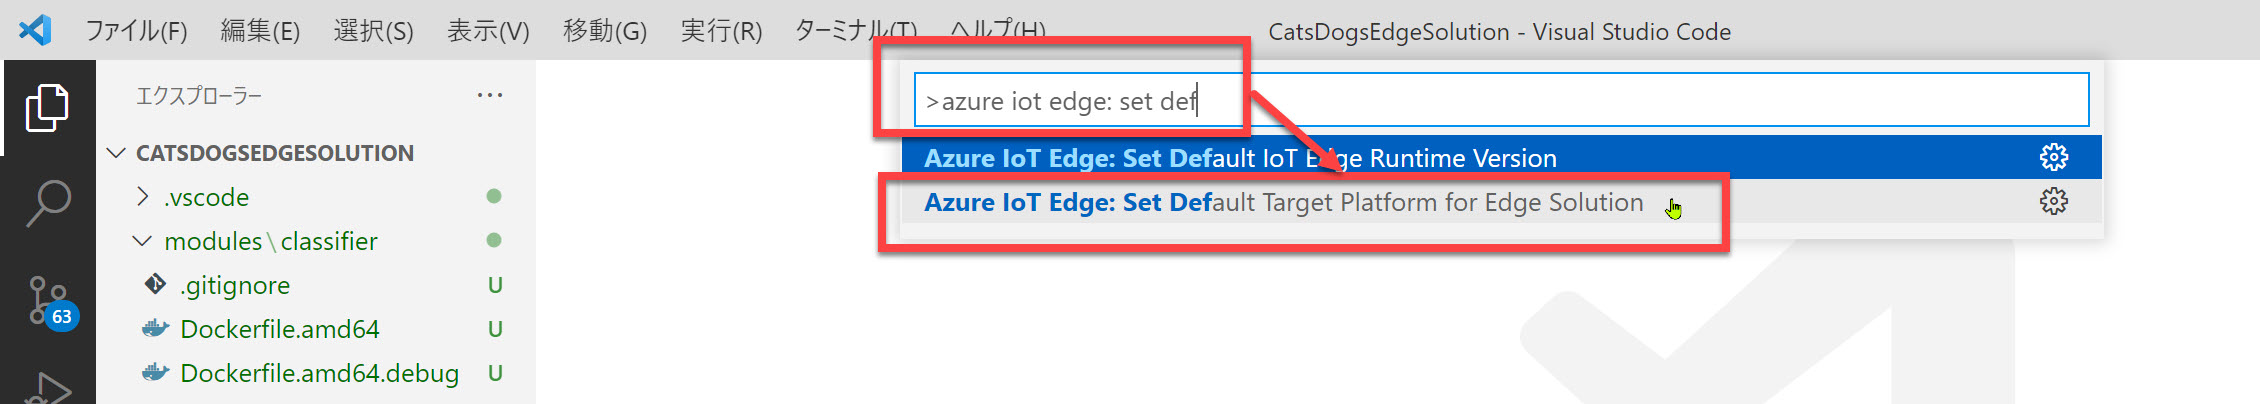 ファイル(F) 編集(E) 選択(S) 表示(V) 移動(G) 実行(R) ターミナル(T) ヘルプ(H) CatsDogsEdgeSolution - Visual Studio Code
エクスプローラー ···
>azure iot edge: set def
CATSDOGSEDGESOLUTION
Azure IoT Edge: Set Default IoT Edge Runtime Version
.vscode
Azure IoT Edge: Set Default Target Platform for Edge Solution
modules\classifier
.gitignore U
63
Dockerfile.amd64 U
Dockerfile.amd64.debug U